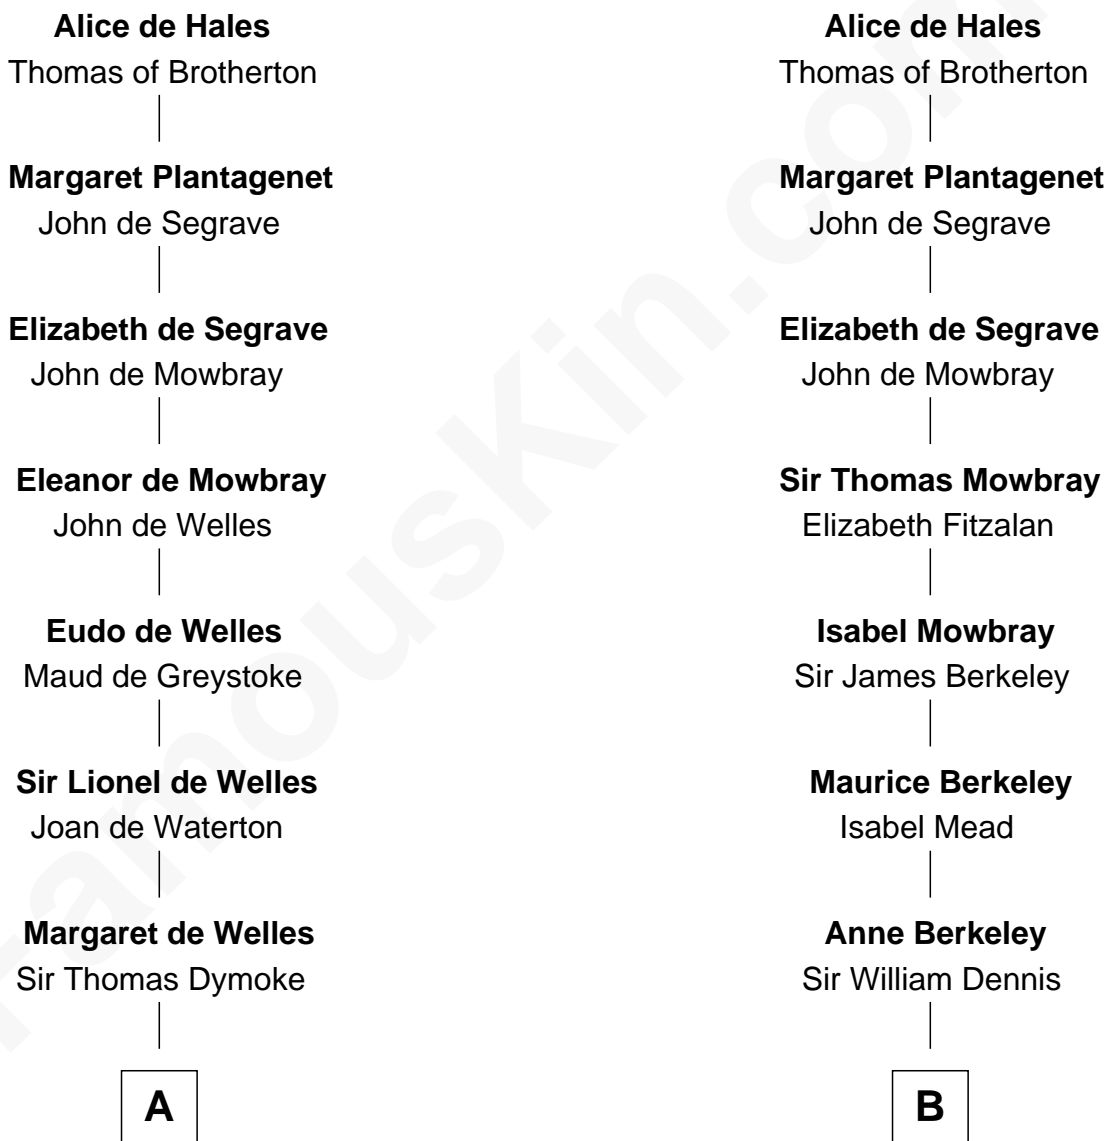 Alice de Hales
Thomas of Brotherton
Margaret Plantagenet
John de Segrave
Elizabeth de Segrave
John de Mowbray
Eleanor de Mowbray
John de Welles
Eudo de Welles
Maud de Greystoke
Sir Lionel de Welles
Joan de Waterton
Margaret de Welles
Sir Thomas Dymoke
A
Alice de Hales
Thomas of Brotherton
Margaret Plantagenet
John de Segrave
Elizabeth de Segrave
John de Mowbray
Sir Thomas Mowbray
Elizabeth Fitzalan
Isabel Mowbray
Sir James Berkeley
Maurice Berkeley
Isabel Mead
Anne Berkeley
Sir William Dennis
B
FamousKin.com